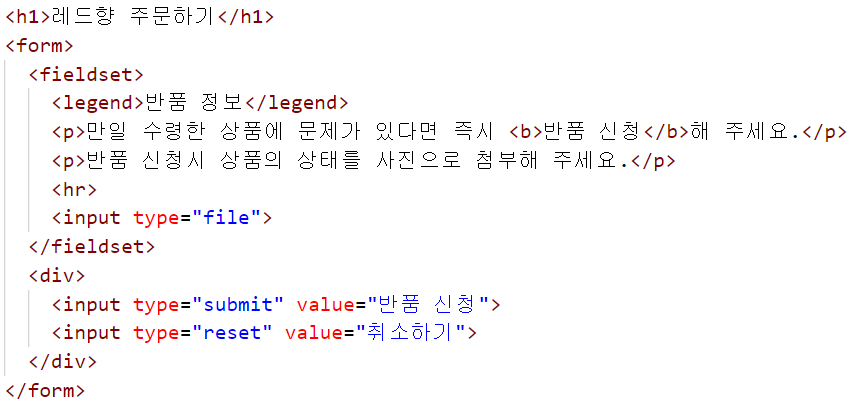 <h1>레드향 주문하기</h1>
<form>
<fieldset>
<legend>반품 정보</legend>
<p>만일 수령한 상품에 문제가 있다면 즉시 <b>반품 신청</b>해 주세요.</p>
<p>반품 신청시 상품의 상태를 사진으로 첨부해 주세요.</p>
<hr>
<input type="file">
</fieldset>
<div>
<input type="submit" value="반품 신청">
<input type="reset" value="취소하기">
</div>
</form>